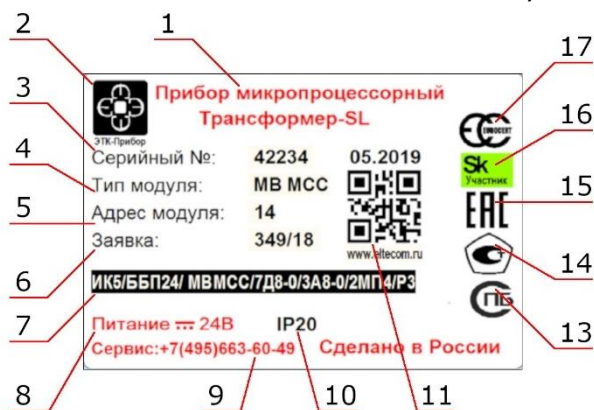 2 1 17
Прибор микропроцессорный
Трансформер-SL
ЭТК-Прибор
3 16
EUROCERT
Серийный №: 42234 05.2019
Sk
Участник
4
Тип модуля: МВ МСС
15
EAC
5
Адрес модуля: 14
Заявка: 349/18
www.eltecom.ru
14
6
ИК5/ББП24/ МВМСС/7Д8-0/3А8-0/2МП4/Р3
СПБ
7 13
Питание 24В IP20
Сервис:+7(495)663-60-49 Сделано в России
8 9 10 11